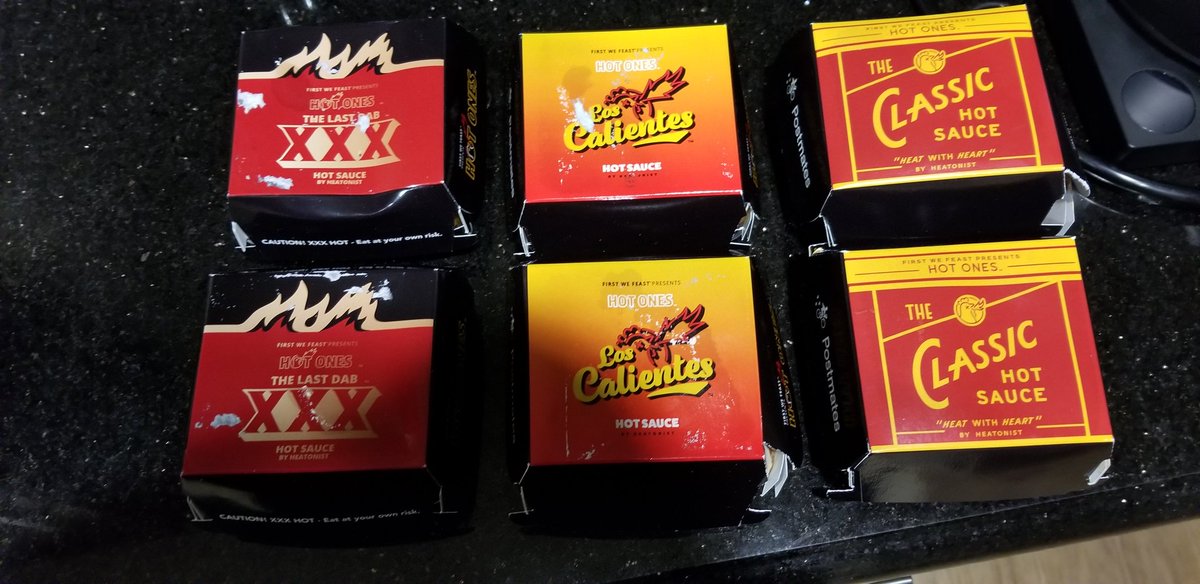 FIRST WE FEAST PRESENTS
HOT ONES
THE LAST DAB
XXX
HOT SAUCE
BY HEATONIST
CAUTION! XXX HOT - Eat at your own risk.
HOT ONES
FIRST WE FEAST PRESENTS
HOT ONES
Los
Calientes
HOT SAUCE
BY HEATONIST
FIRST WE FEAST PRESENTS
HOT ONES
THE
CLASSIC
HOT
SAUCE
"HEAT WITH HEART"
BY HEATONIST
Postmates
FIRST WE FEAST PRESENTS
HOT ONES
THE LAST DAB
XXX
HOT SAUCE
BY HEATONIST
CAUTION! XXX HOT - Eat at your own risk.
FIRST WE FEAST PRESENTS
HOT ONES
Los
Calientes
HOT SAUCE
BY HEATONIST
FIRST WE FEAST PRESENTS
HOT ONES
THE
CLASSIC
HOT
SAUCE
"HEAT WITH HEART"
BY HEATONIST
Postmates